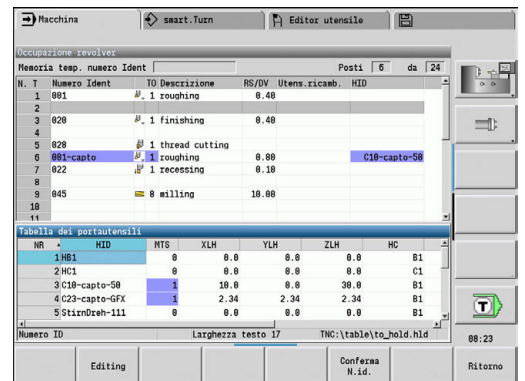 Macchina smart.Turn Editor utensile
Occupazione revolver
Memoria temp. numero Ident Posti 6 da 24
N. T Numero Ident TO Descrizione RS/DV Utens.ricamb. HID
1 001 1 roughing 0.40
2
3 020 1 finishing 0.40
4
5 028 1 thread cutting
6 001-capto 1 roughing 0.80 C10-capto-50
7 022 1 recessing 0.10
8
9 045 8 milling 10.00
10
11
Tabella dei portautensili
NR HID MTS XLH YLH ZLH HC
1 HB1 0 0.0 0.0 0.0 B1
2 HC1 0 0.0 0.0 0.0 C1
3 C10-capto-50 1 10.0 0.0 30.0 B1
4 C23-capto-GFX 1 2.34 2.34 2.34 B1
5 StirnDreh-111 0 0.0 0.0 0.0 B1
Numero ID Larghezza testo 17 TNC:\table\to_hold.hld
T
08:23
Editing Conferma N.id. Ritorno